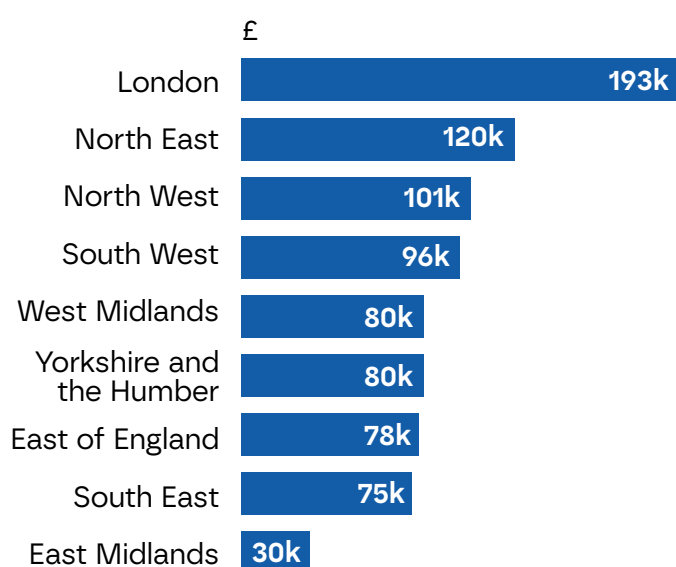 £
London 193k
North East 120k
North West 101k
South West 96k
West Midlands 80k
Yorkshire and
the Humber 80k
East of England 78k
South East 75k
East Midlands 30k